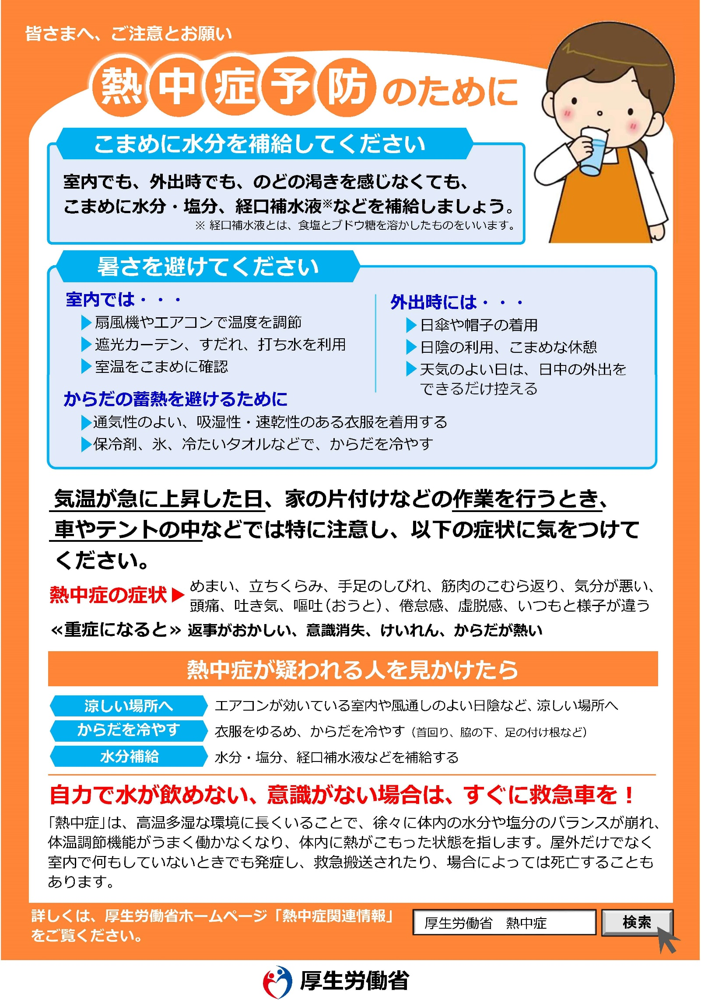 皆さまへ、ご注意とお願い
熱中症予防のために
こまめに水分を補給してください
室内でも、外出時でも、のどの渇きを感じなくても、
こまめに水分・塩分、経口補水液※などを補給しましょう。
※ 経口補水液とは、食塩とブドウ糖を溶かしたものをいいます。
暑さを避けてください
室内では・・・
▶扇風機やエアコンで温度を調節
▶遮光カーテン、すだれ、打ち水を利用
▶室温をこまめに確認
外出時には・・・
▶日傘や帽子の着用
▶日陰の利用、こまめな休憩
▶天気のよい日は、日中の外出を
できるだけ控える
からだの蓄熱を避けるために
▶通気性のよい、吸湿性・速乾性のある衣服を着用する
▶保冷剤、氷、冷たいタオルなどで、からだを冷やす
気温が急に上昇した日、家の片付けなどの作業を行うとき、
車やテントの中などでは特に注意し、以下の症状に気をつけて
ください。
熱中症の症状▶
めまい、立ちくらみ、手足のしびれ、筋肉のこむら返り、気分が悪い、
頭痛、吐き気、嘔吐（おうと）、倦怠感、虚脱感、いつもと様子が違う
≪重症になると≫ 返事がおかしい、意識消失、けいれん、からだが熱い
熱中症が疑われる人を見かけたら
涼しい場所へ エアコンが効いている室内や風通しのよい日陰など、涼しい場所へ
からだを冷やす 衣服をゆるめ、からだを冷やす（首回り、脇の下、足の付け根など）
水分補給 水分・塩分、経口補水液などを補給する
自力で水が飲めない、意識がない場合は、すぐに救急車を！
「熱中症」は、高温多湿な環境に長くいることで、徐々に体内の水分や塩分のバランスが崩れ、
体温調節機能がうまく働かなくなり、体内に熱がこもった状態を指します。屋外だけでなく
室内で何もしていないときでも発症し、救急搬送されたり、場合によっては死亡することも
あります。
詳しくは、厚生労働省ホームページ「熱中症関連情報」
をご覧ください。
厚生労働省　熱中症 検索
厚生労働省